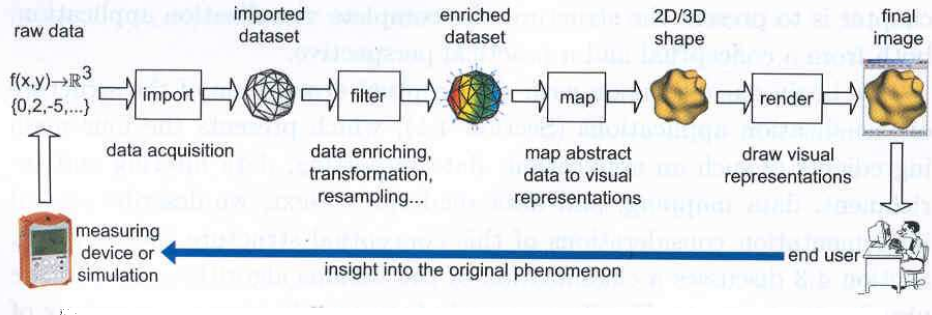 raw data
imported
dataset
enriched
dataset
2D/3D
shape
final
image
f(x,y)→ℝ³
{0,2,-5,...}
import
filter
map
render
data acquisition
data enriching,
transformation,
resampling...
map abstract
data to visual
representations
draw visual
representations
measuring
device or
simulation
insight into the original phenomenon
end user